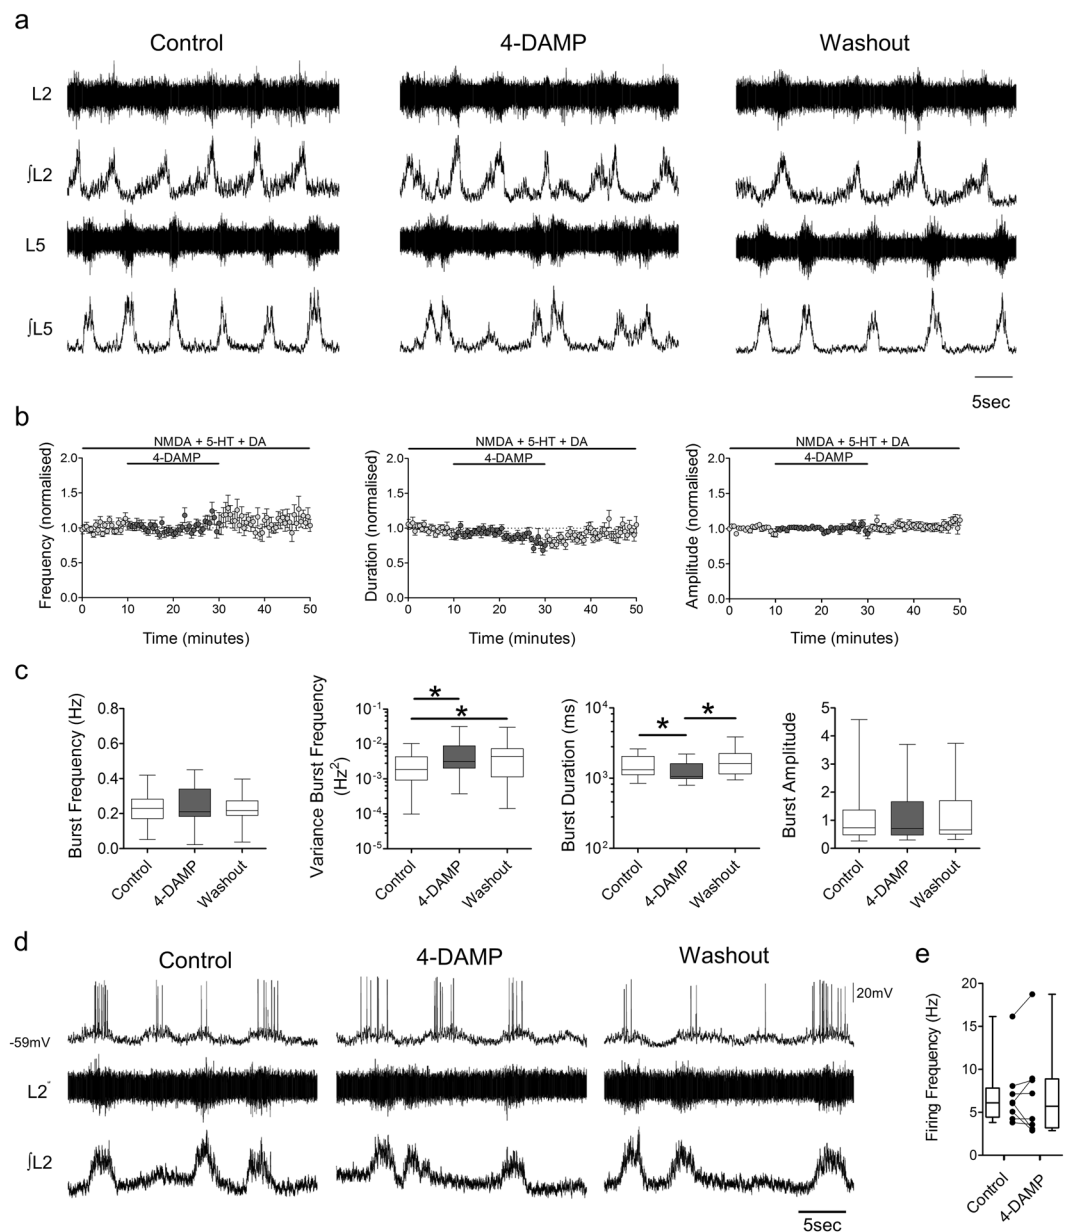 a
Control 4-DAMP Washout
L2
∫L2
L5
∫L5
5sec
b
NMDA + 5-HT + DA NMDA + 5-HT + DA NMDA + 5-HT + DA
4-DAMP 4-DAMP 4-DAMP
Frequency (normalised)
2.0
1.5
1.0
0.5
0.0
0 10 20 30 40 50
Time (minutes)
Duration (normalised)
2.0
1.5
1.0
0.5
0.0
0 10 20 30 40 50
Time (minutes)
Amplitude (normalised)
2.0
1.5
1.0
0.5
0.0
0 10 20 30 40 50
Time (minutes)
c
Burst Frequency (Hz)
0.8
0.6
0.4
0.2
0.0
Control 4-DAMP Washout
Variance Burst Frequency
(Hz²)
10⁻¹
10⁻²
10⁻³
10⁻⁴
10⁻⁵
* *
Control 4-DAMP Washout
Burst Duration (ms)
10⁴
10³
10²
* *
Control 4-DAMP Washout
Burst Amplitude
5
4
3
2
1
0
Control 4-DAMP Washout
d
Control 4-DAMP Washout
20mV
-59mV
L2
∫L2
5sec
e
Firing Frequency (Hz)
20
15
10
5
0
Control 4-DAMP